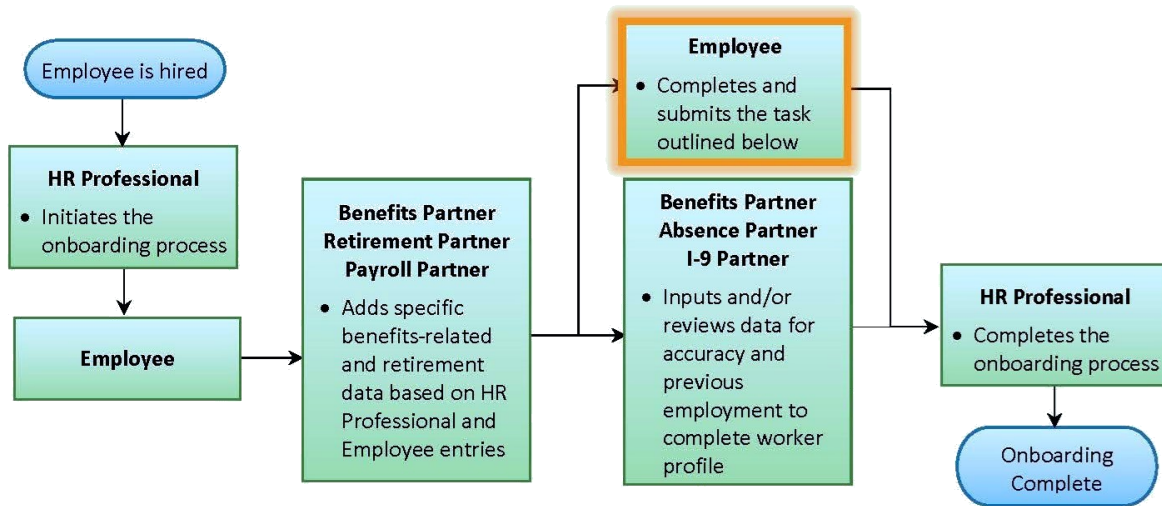 Employee is hired
HR Professional
• Initiates the
onboarding process
Employee
Benefits Partner
Retirement Partner
Payroll Partner
• Adds specific
benefits-related
and retirement
data based on HR
Professional and
Employee entries
Employee
• Completes and
submits the task
outlined below
Benefits Partner
Absence Partner
I-9 Partner
• Inputs and/or
reviews data for
accuracy and
previous
employment to
complete worker
profile
HR Professional
• Completes the
onboarding process
Onboarding
Complete